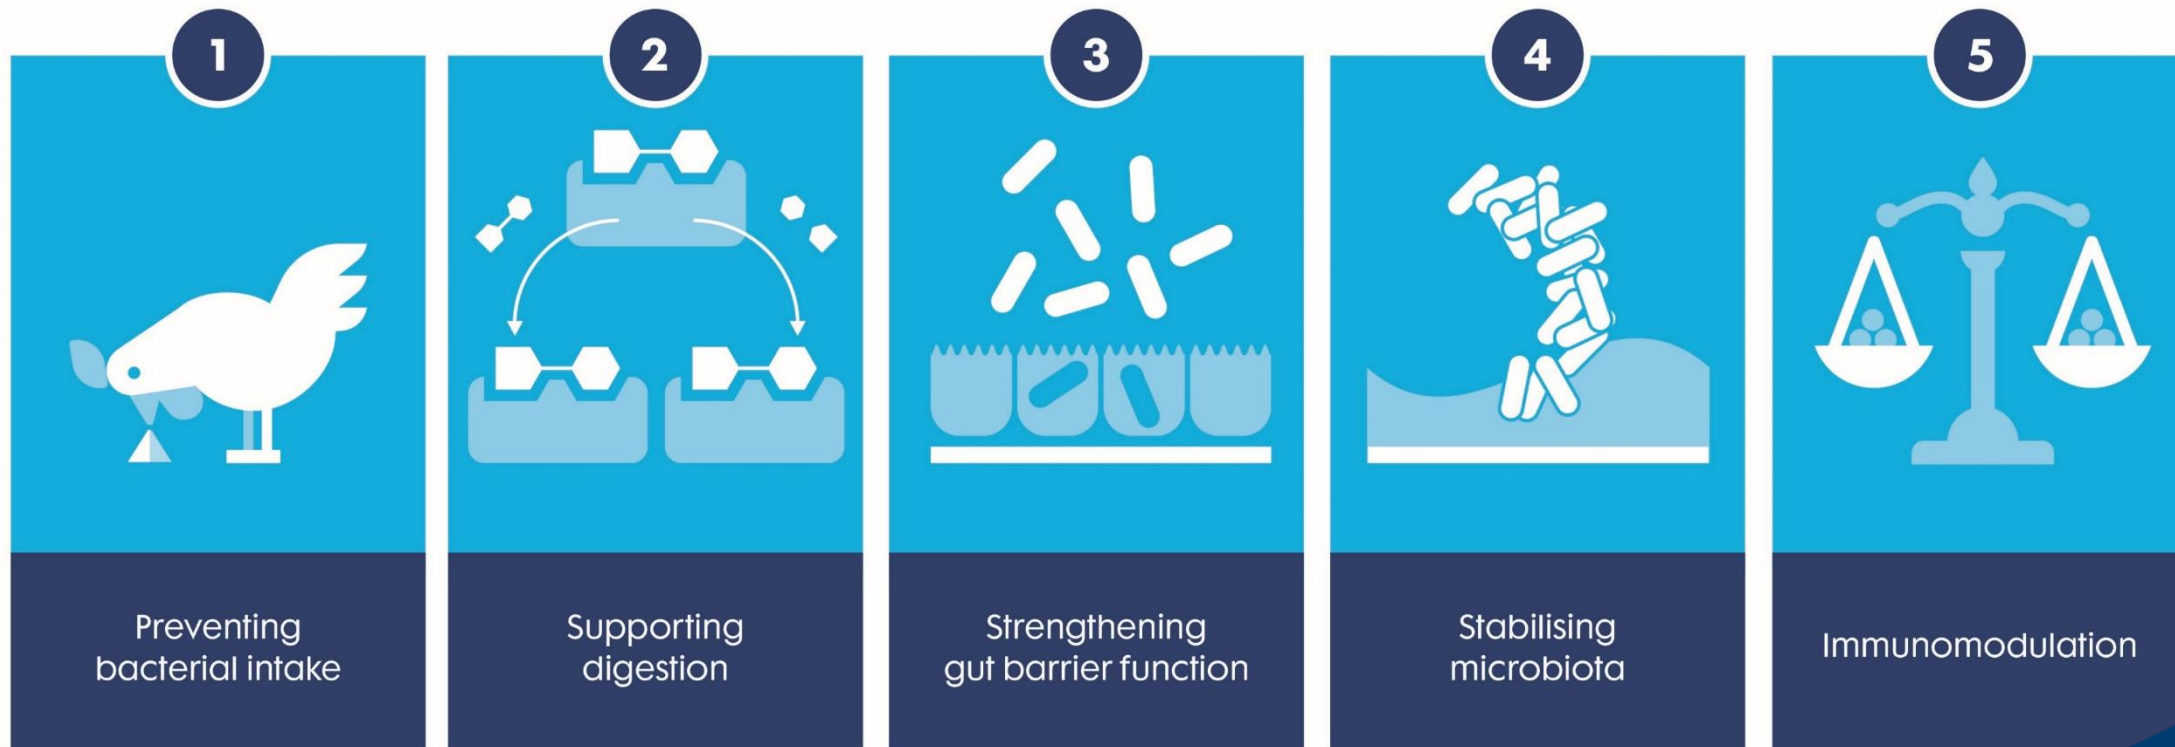 1
2
3
4
5
Preventing
bacterial intake
Supporting
digestion
Strengthening
gut barrier function
Stabilising
microbiota
Immunomodulation